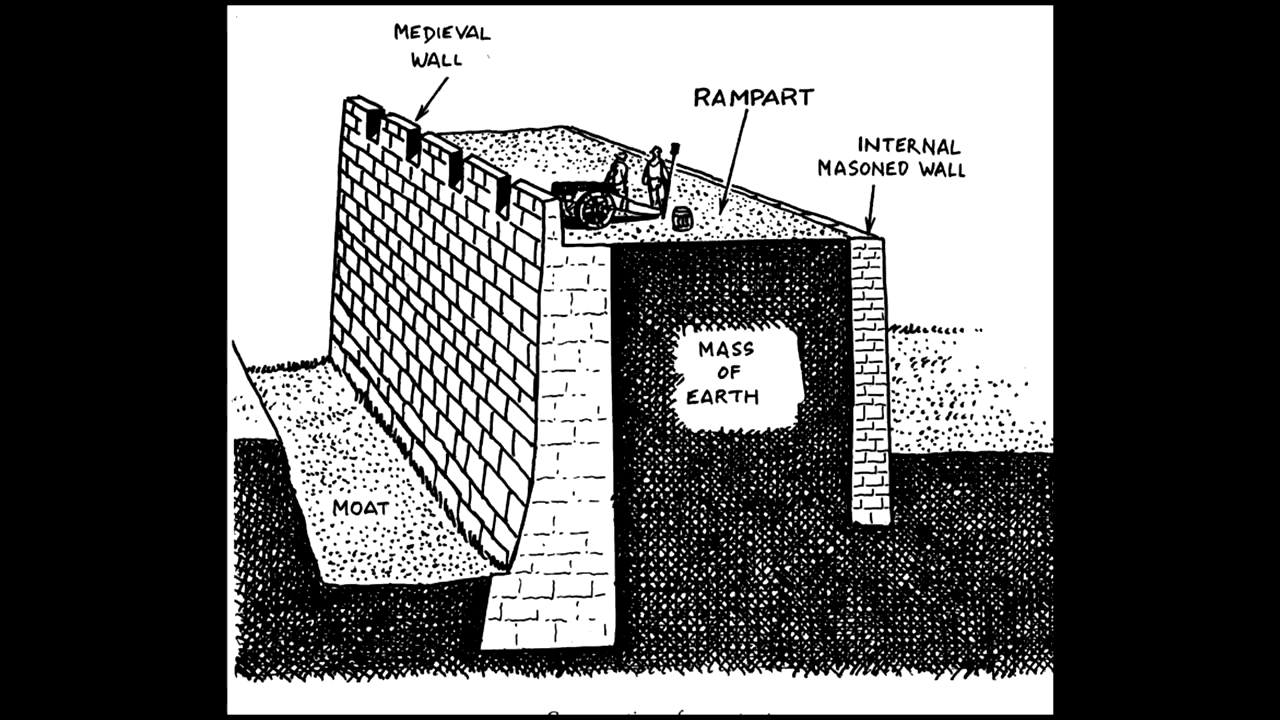 MEDIEVAL
WALL
RAMPART
INTERNAL
MASONED WALL
MASS
OF
EARTH
MOAT